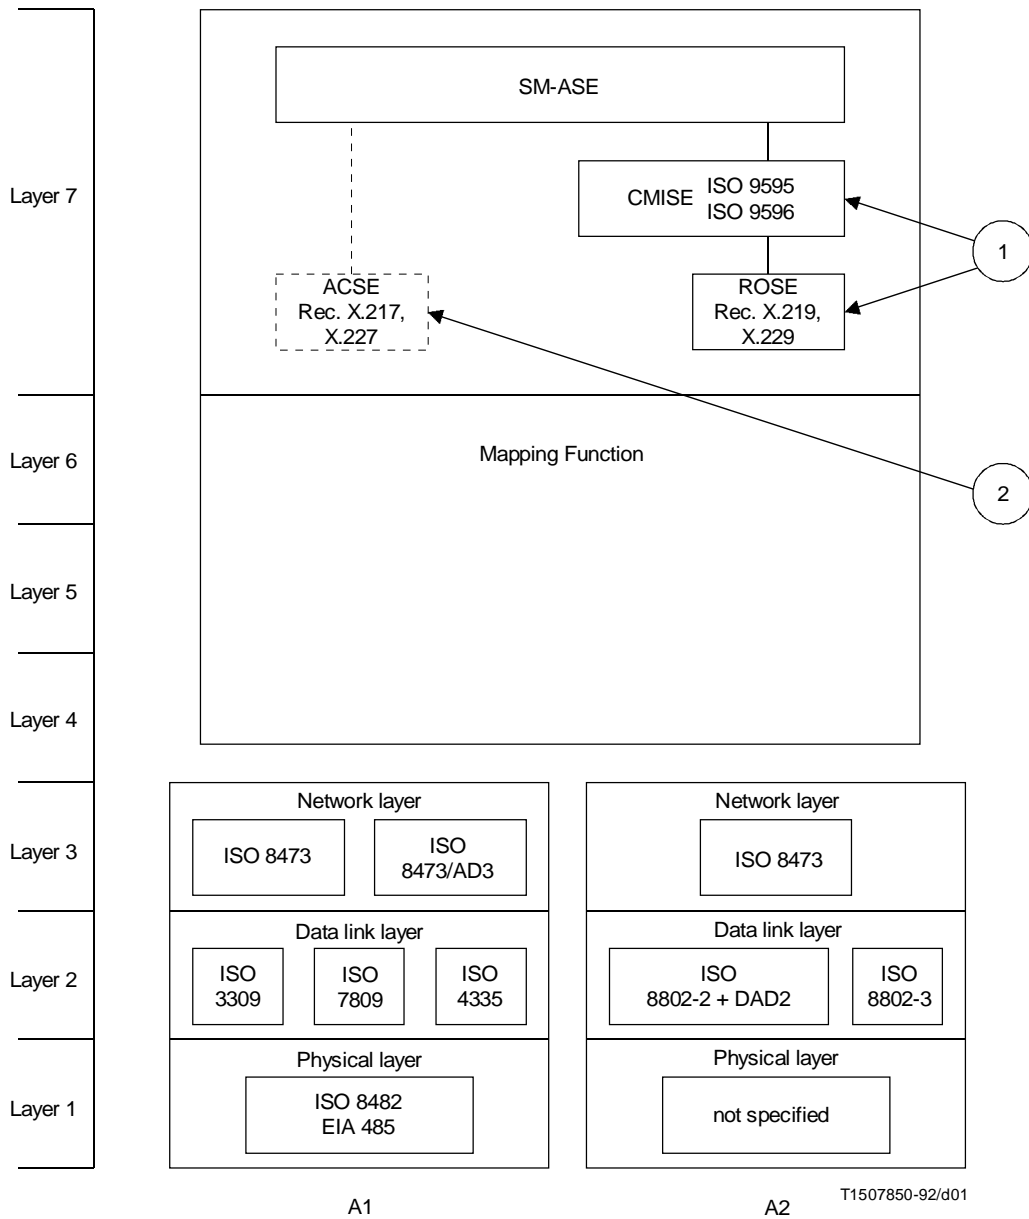 SM-ASE
Layer 7
CMISE
ISO 9595
ISO 9596
1
ACSE
Rec. X.217,
X.227
ROSE
Rec. X.219,
X.229
Layer 6
Mapping Function
2
Layer 5
Layer 4
Layer 3
Network layer
ISO 8473
ISO
8473/AD3
Network layer
ISO 8473
Layer 2
Data link layer
ISO
3309
ISO
7809
ISO
4335
Data link layer
ISO
8802-2 + DAD2
ISO
8802-3
Layer 1
Physical layer
ISO 8482
EIA 485
Physical layer
not specified
T1507850-92/d01
A1
A2